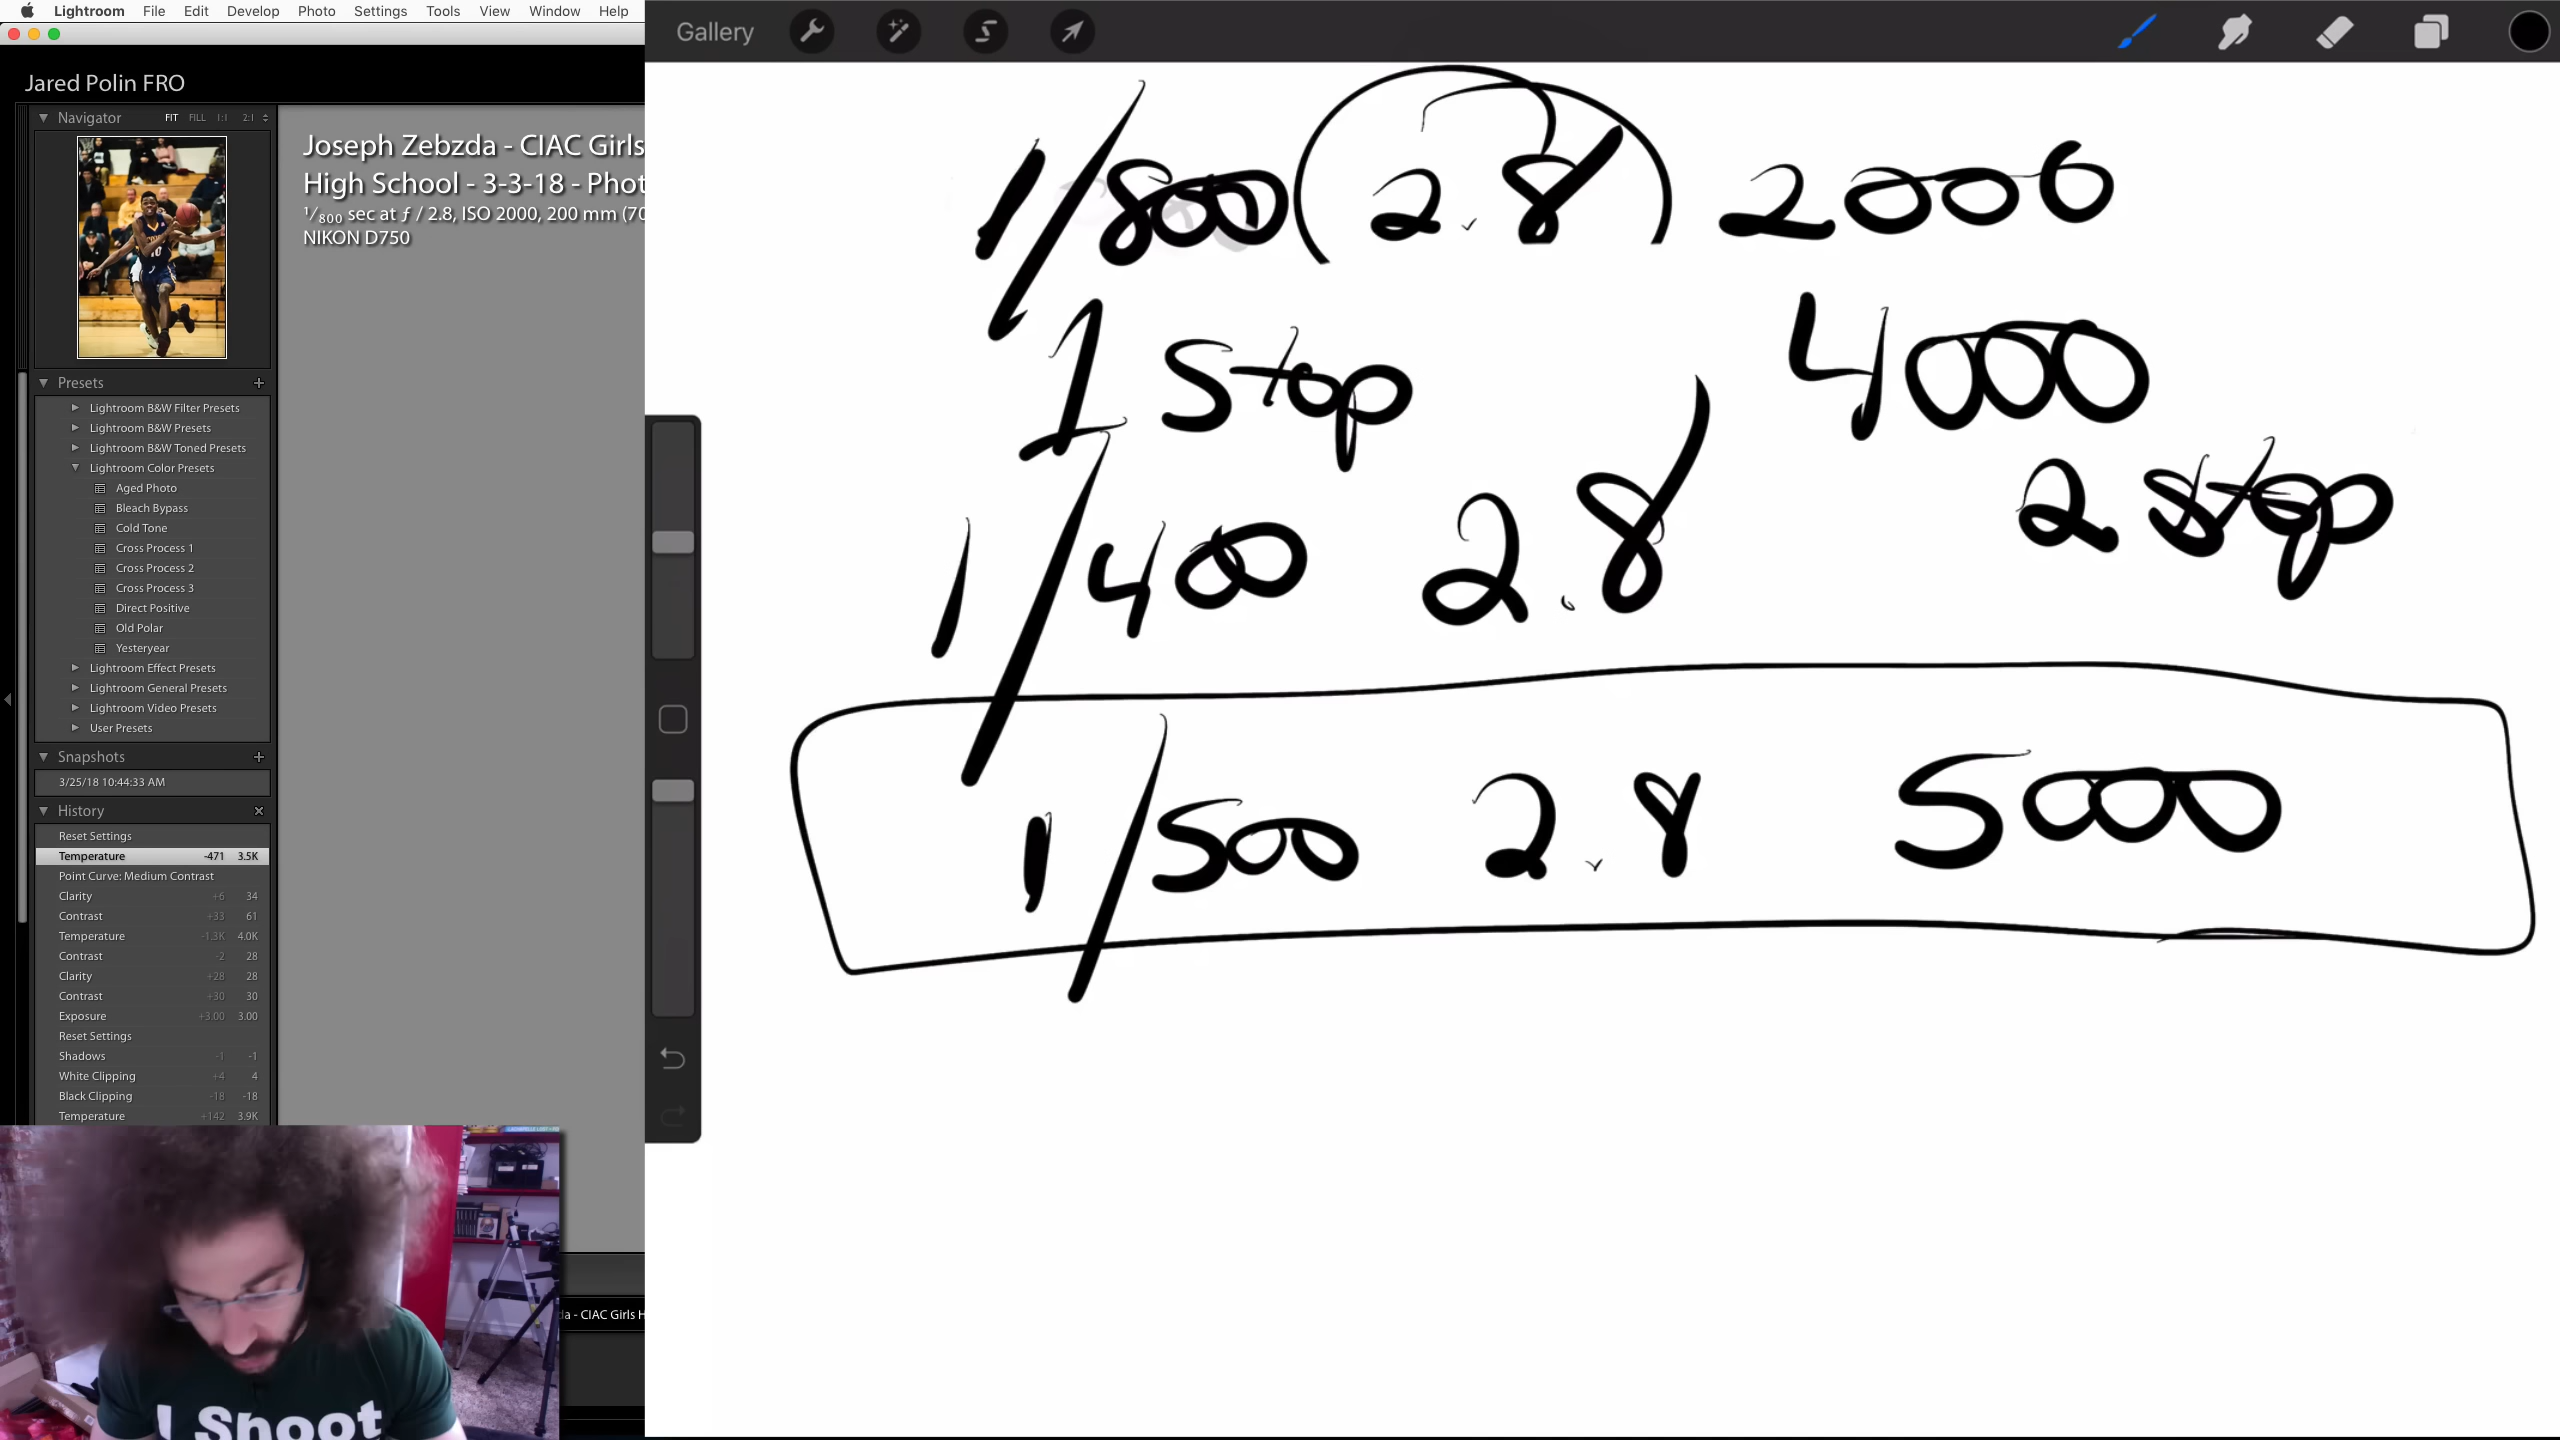 Lightroom File Edit Develop Photo Settings Tools View Window Help
Jared Polin FRO
Navigator FIT FILL 1:1 2:1
Presets
Lightroom B&W Filter Presets
Lightroom B&W Presets
Lightroom B&W Toned Presets
Lightroom Color Presets
Aged Photo
Bleach Bypass
Cold Tone
Cross Process 1
Cross Process 2
Cross Process 3
Direct Positive
Old Polar
Yesteryear
Lightroom Effect Presets
Lightroom General Presets
Lightroom Video Presets
User Presets
Snapshots
3/25/18 10:44:33 AM
History
Reset Settings
Temperature -471 3.5K
Point Curve: Medium Contrast
Clarity +6 34
Contrast +33 61
Temperature -1.3K 4.0K
Contrast -2 28
Clarity +28 28
Contrast +30 30
Exposure +3.00 3.00
Reset Settings
Shadows -1 -1
White Clipping +4 4
Black Clipping -18 -18
Temperature +142 3.9K
Joseph Zebzda - CIAC Girls
High School - 3-3-18 - Phot
1/800 sec at ƒ / 2.8, ISO 2000, 200 mm (70
NIKON D750
da - CIAC Girls H
I Shoot
Gallery
1/800 (2.8) 2000
1 Stop 4000
2 stop
1/400 2.8
1/500 2.8 5000